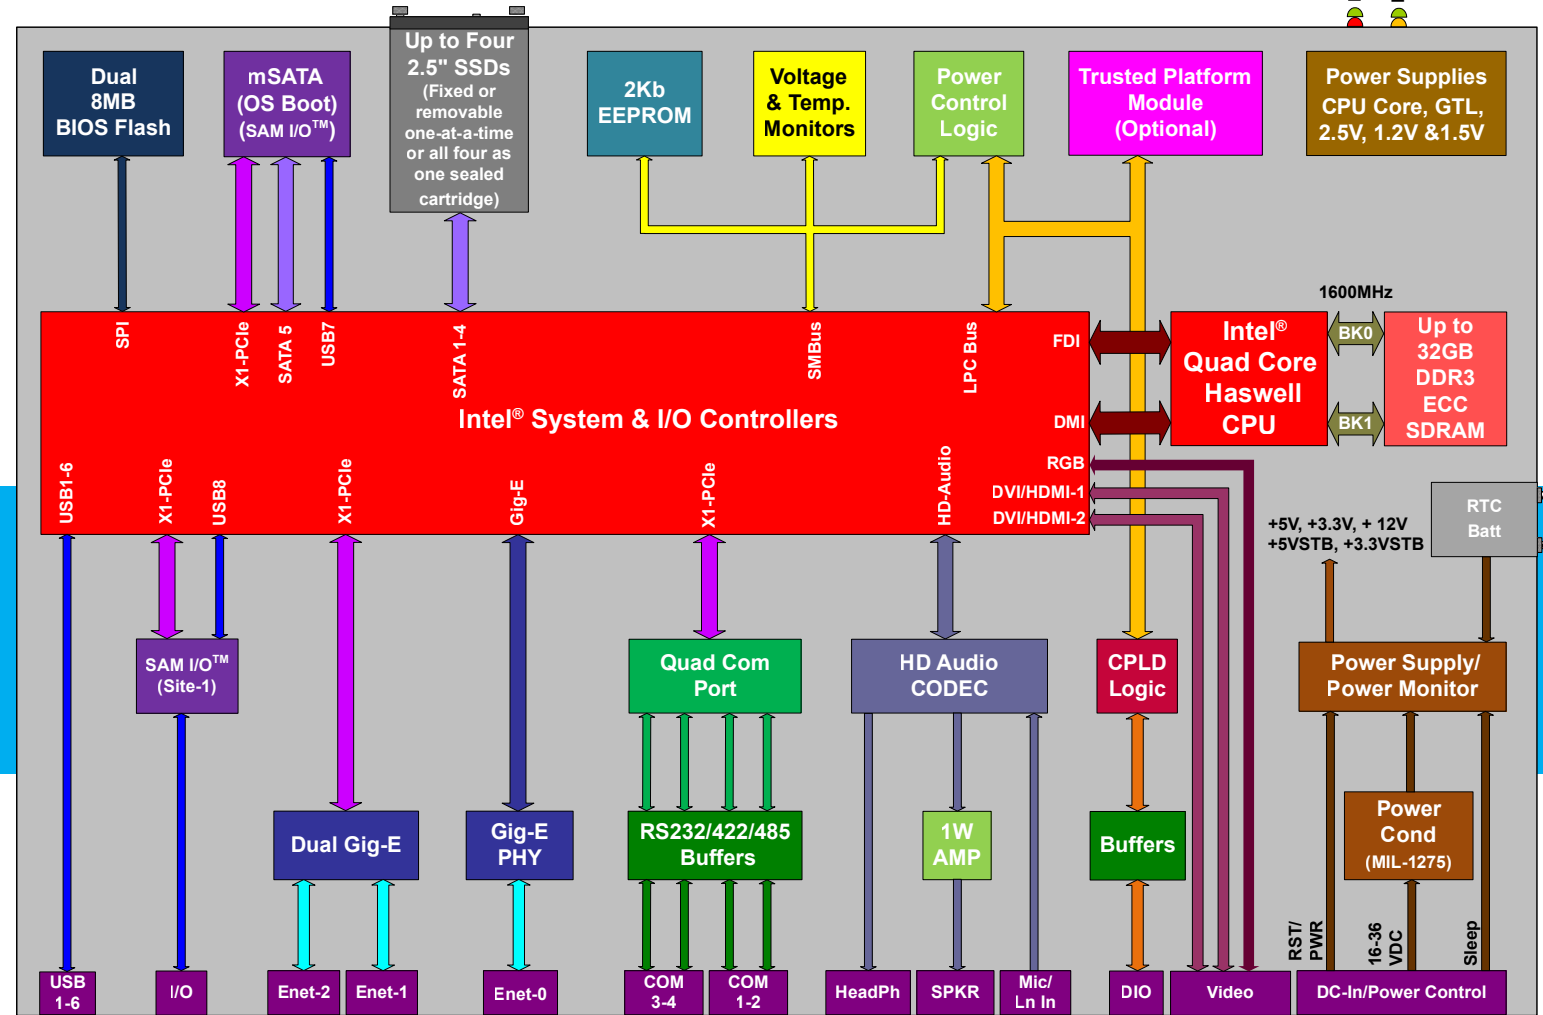 Dual
8MB
BIOS Flash
mSATA
(OS Boot)
(SAM I/O™)
Up to Four
2.5" SSDs
(Fixed or
removable
one-at-a-time
or all four as
one sealed
cartridge)
2Kb
EEPROM
Voltage
& Temp.
Monitors
Power
Control
Logic
Trusted Platform
Module
(Optional)
Power Supplies
CPU Core, GTL,
2.5V, 1.2V &1.5V
SPI
X1-PCIe
SATA 5
USB7
SATA 1-4
SMBus
LPC Bus
FDI
DMI
RGB
DVI/HDMI-1
DVI/HDMI-2
Intel® System & I/O Controllers
USB1-6
X1-PCIe
USB8
X1-PCIe
Gig-E
X1-PCIe
HD-Audio
Intel®
Quad Core
Haswell
CPU
1600MHz
BK0
BK1
Up to
32GB
DDR3
ECC
SDRAM
RTC
Batt
+5V, +3.3V, + 12V
+5VSTB, +3.3VSTB
SAM I/O™
(Site-1)
Quad Com
Port
HD Audio
CODEC
CPLD
Logic
Power Supply/
Power Monitor
Dual Gig-E
Gig-E
PHY
RS232/422/485
Buffers
1W
AMP
Buffers
Power
Cond
(MIL-1275)
RST/
PWR
16-36
VDC
Sleep
USB
1-6
I/O
Enet-2
Enet-1
Enet-0
COM
3-4
COM
1-2
HeadPh
SPKR
Mic/
Ln In
DIO
Video
DC-In/Power Control